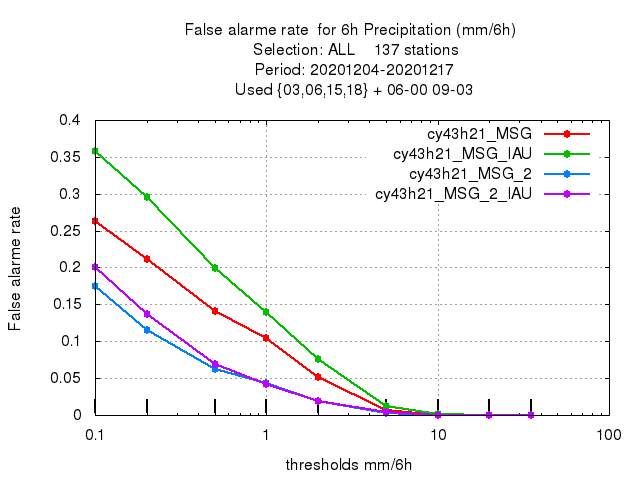 False alarme rate  for 6h Precipitation (mm/6h)
Selection: ALL    137 stations
Period: 20201204-20201217
Used {03,06,15,18} + 06-00 09-03
cy43h21_MSG
cy43h21_MSG_IAU
cy43h21_MSG_2
cy43h21_MSG_2_IAU
0.4
0.35
0.3
0.25
0.2
0.15
0.1
0.05
0
False alarme rate
0.1 1 10 100
thresholds mm/6h